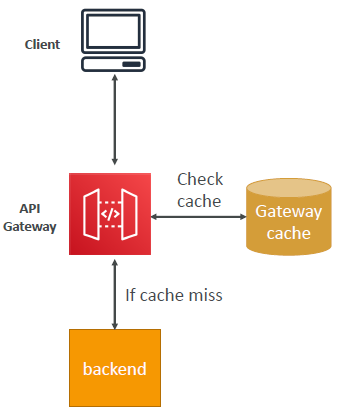 Client
API
Gateway
Check
cache
Gateway
cache
If cache miss
backend